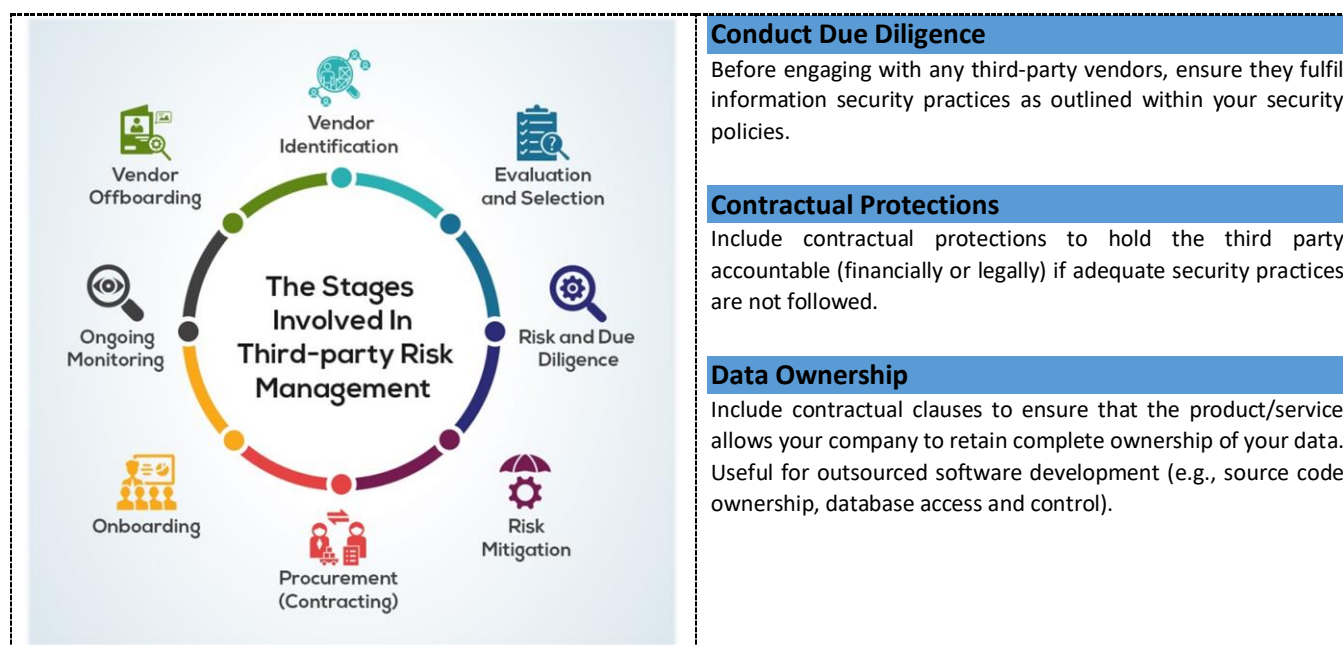 Vendor
Identification
Evaluation
and Selection
Risk and Due
Diligence
Risk
Mitigation
Procurement
(Contracting)
Onboarding
Ongoing
Monitoring
Vendor
Offboarding
The Stages
Involved In
Third-party Risk
Management
Conduct Due Diligence
Before engaging with any third-party vendors, ensure they fulfil
information security practices as outlined within your security
policies.
Contractual Protections
Include contractual protections to hold the third party
accountable (financially or legally) if adequate security practices
are not followed.
Data Ownership
Include contractual clauses to ensure that the product/service
allows your company to retain complete ownership of your data.
Useful for outsourced software development (e.g., source code
ownership, database access and control).